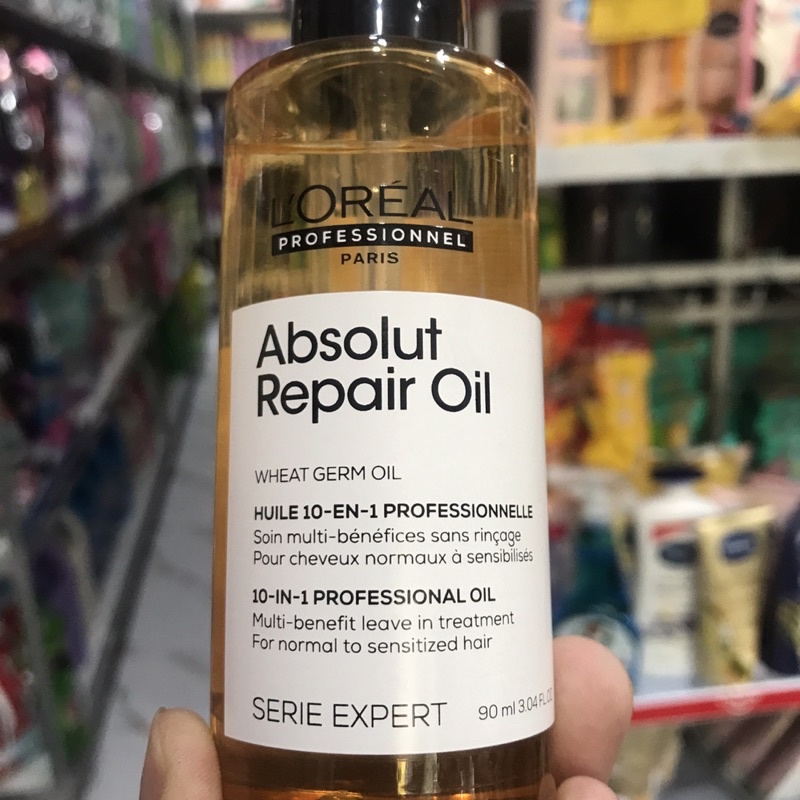 L'ORÉAL
PROFESSIONNEL
PARIS
Absolut
Repair Oil
WHEAT GERM OIL
HUILE 10-EN-1 PROFESSIONNELLE
Soin multi-bénéfices sans rinçage
Pour cheveux normaux à sensibilisés
10-IN-1 PROFESSIONAL OIL
Multi-benefit leave in treatment
For normal to sensitized hair
SERIE EXPERT
90 ml 3.04 FL.